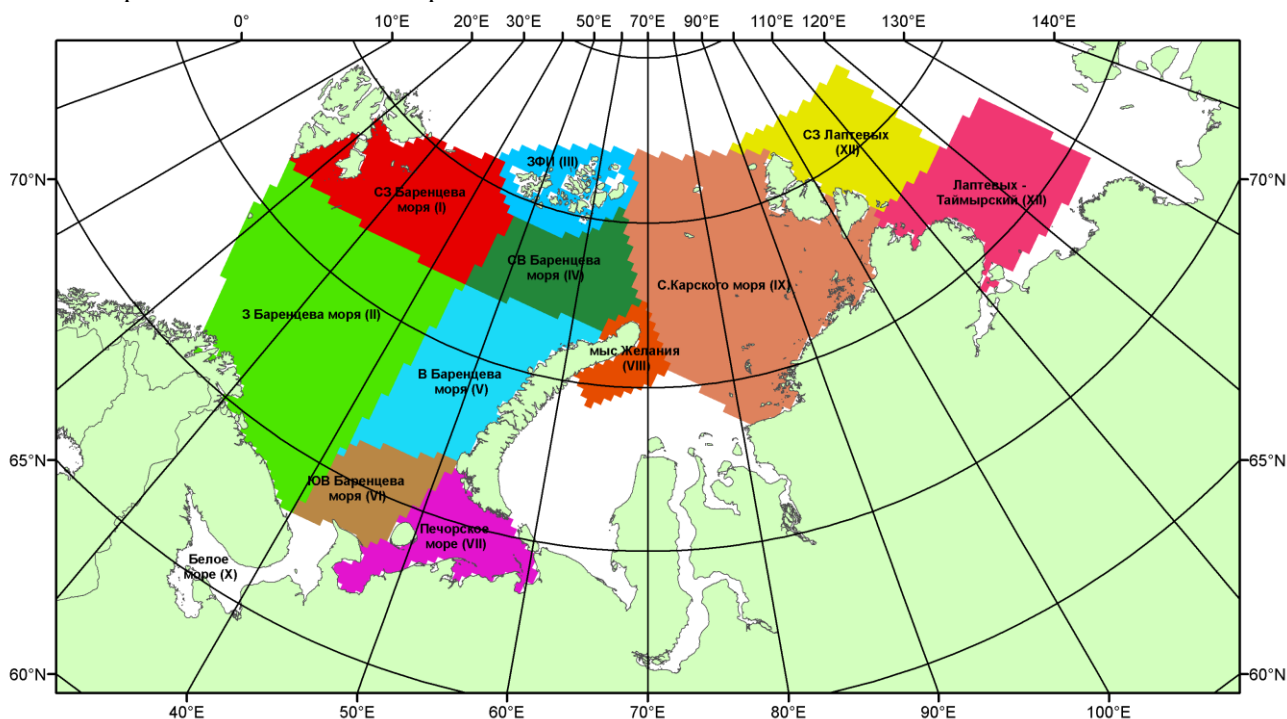 0°
10°E
20°E
30°E
50°E
70°E
90°E
110°E
120°E
130°E
140°E
СЗ Лаптевых
(XII)
ЗФИ (III)
70°N
70°N
СЗ Баренцева
моря (I)
Лаптевых -
Таймырский (XII)
СВ Баренцева
моря (IV)
С.Карского моря (IX)
З Баренцева моря (II)
мыс Желания
(VIII)
В Баренцева
моря (V)
65°N
65°N
ЮВ Баренцева
моря (VI)
Печорское
море (VII)
Белое
море (X)
60°N
60°N
40°E
50°E
60°E
70°E
80°E
90°E
100°E